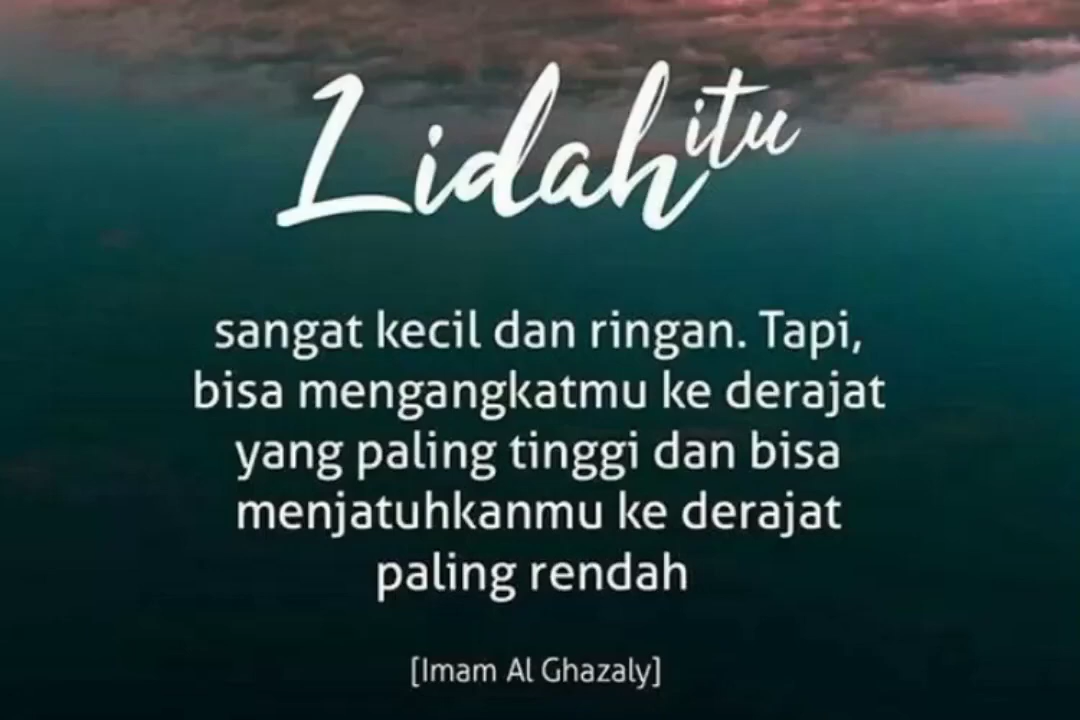 Lidah itu
sangat kecil dan ringan. Tapi,
bisa mengangkatmu ke derajat
yang paling tinggi dan bisa
menjatuhkanmu ke derajat
paling rendah
[Imam Al Ghazaly]